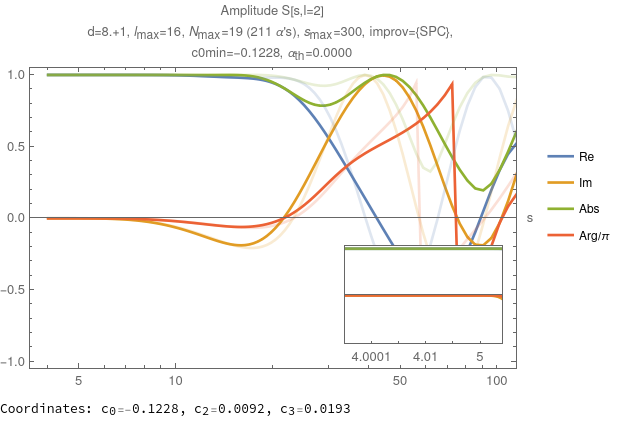 Amplitude S[s,l=2]
d=8.+1, lmax=16, Nmax=19 (211 α's), smax=300, improv={SPC},
c0min=−0.1228, αth=0.0000
1.0
0.5
0.0
−0.5
−1.0
5 10 50 100
s
Re
Im
Abs
Arg/π
4.0001 4.01 5
Coordinates: c0=-0.1228, c2=0.0092, c3=0.0193